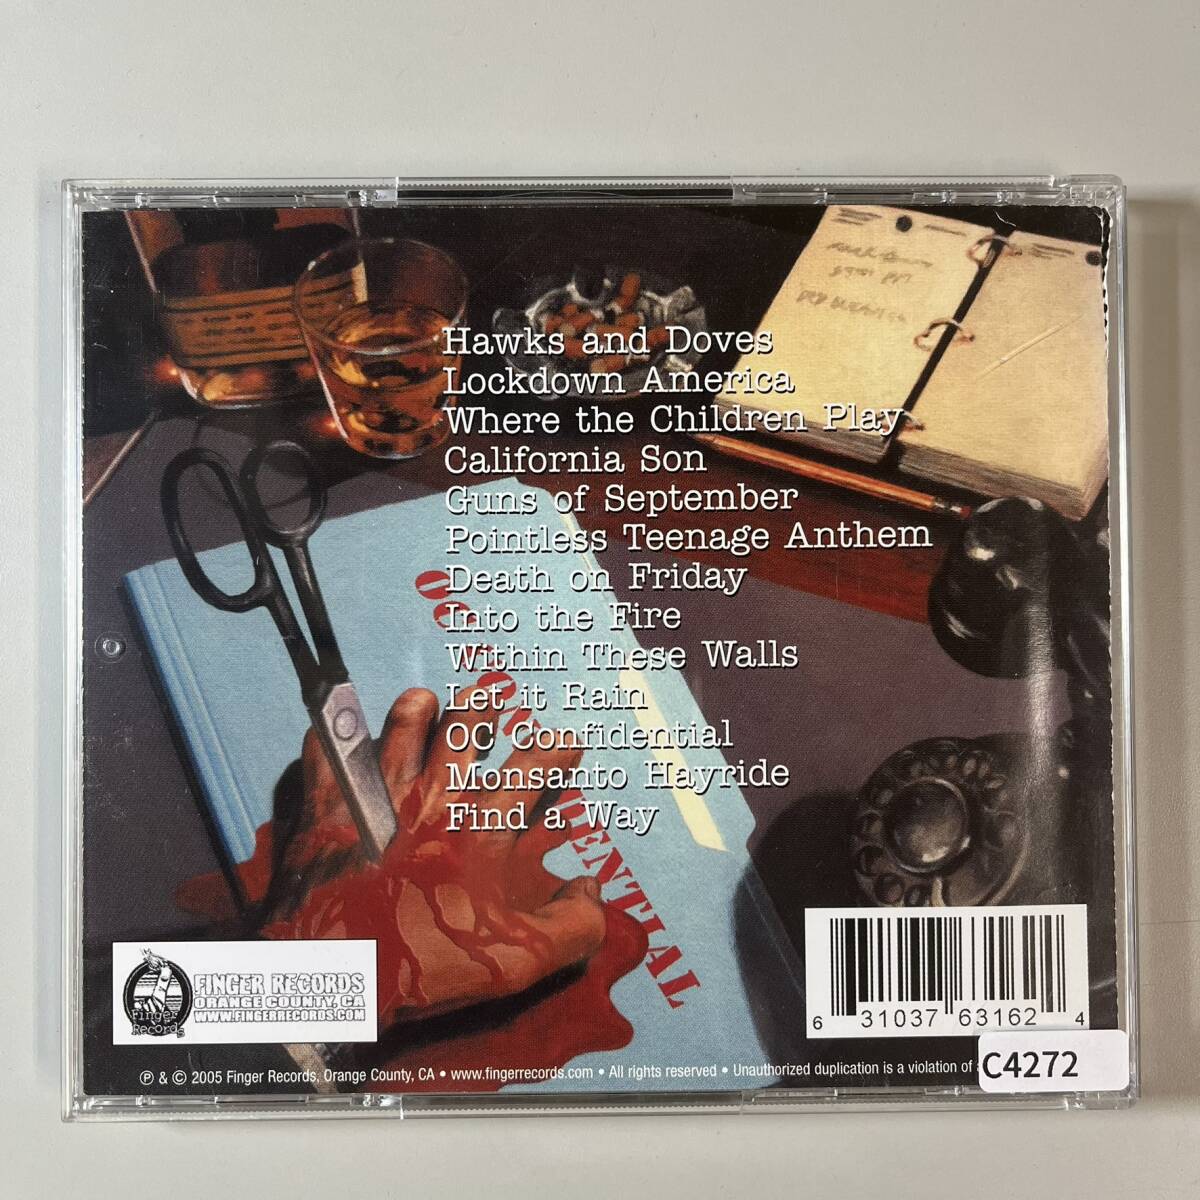 Hawks and Doves
Lockdown America
Where the Children Play
California Son
Guns of September
Pointless Teenage Anthem
Death on Friday
Into the Fire
Within These Walls
Let it Rain
OC Confidential
Monsanto Hayride
Find a Way
OC CON DENTIAL
Finger Records
FINGER RECORDS
ORANGE COUNTY, CA
WWW.FINGERRECORDS.COM
6 31037 63162 4
℗ & © 2005 Finger Records, Orange County, CA • www.fingerrecords.com • All rights reserved • Unauthorized duplication is a violation of
C4272